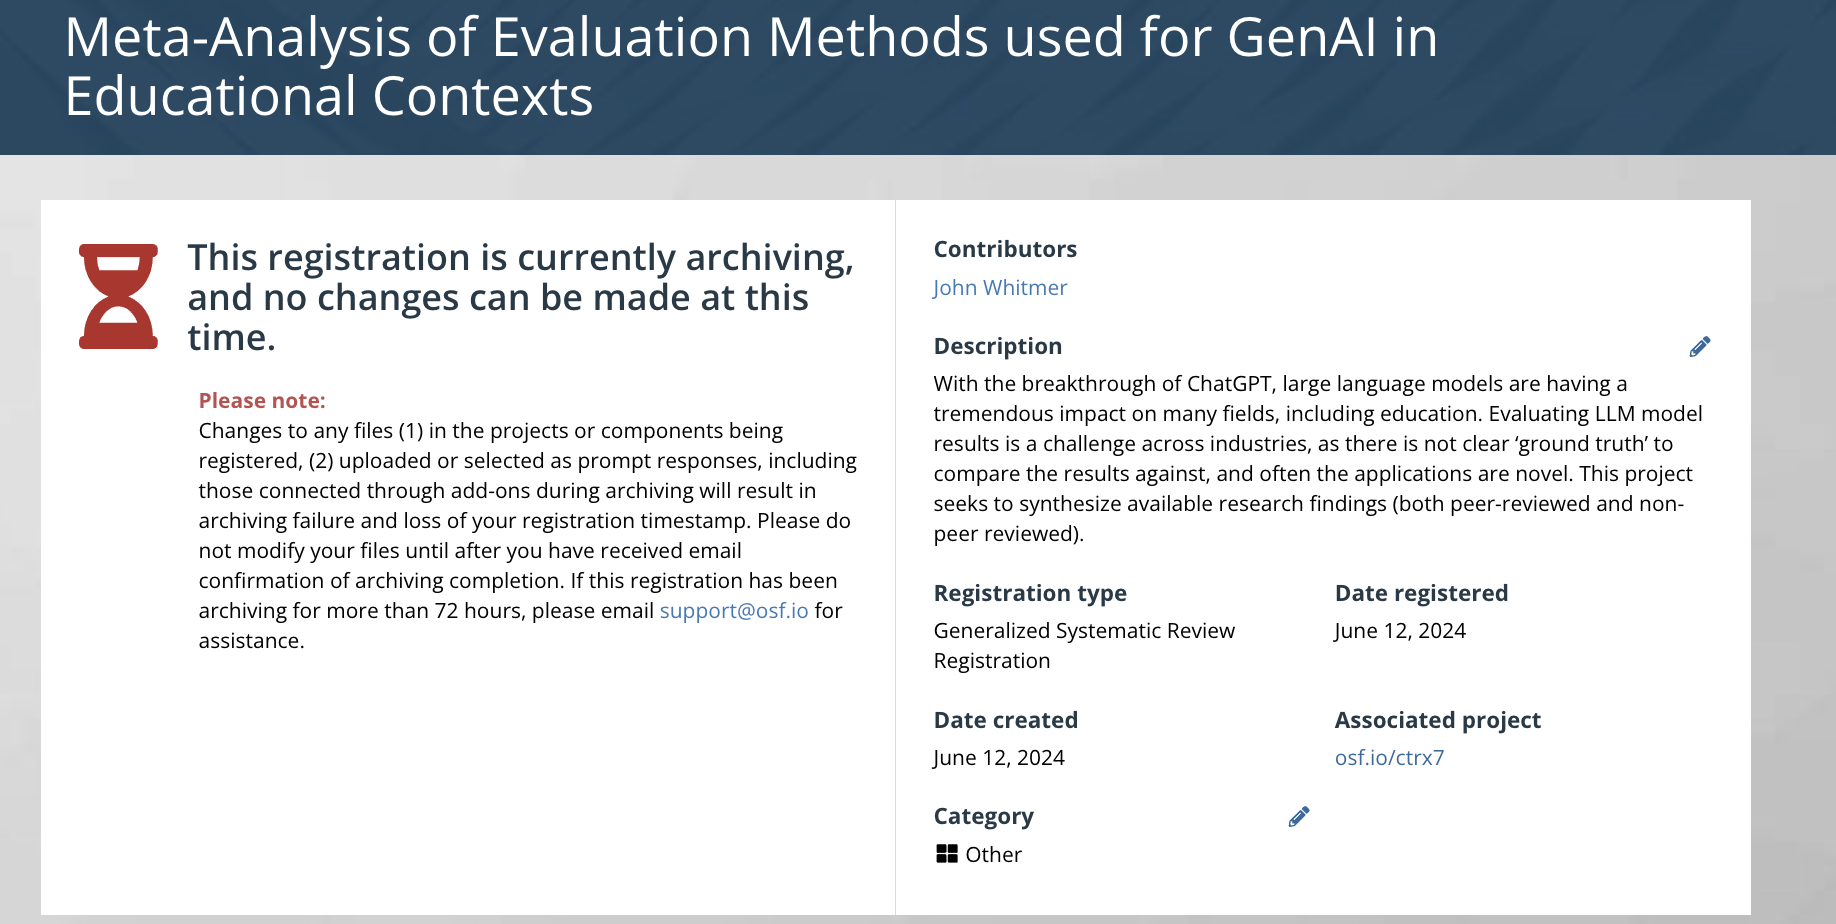 Meta-Analysis of Evaluation Methods used for GenAI in
Educational Contexts
This registration is currently archiving,
and no changes can be made at this
time.
Please note:
Changes to any files (1) in the projects or components being
registered, (2) uploaded or selected as prompt responses, including
those connected through add-ons during archiving will result in
archiving failure and loss of your registration timestamp. Please do
not modify your files until after you have received email
confirmation of archiving completion. If this registration has been
archiving for more than 72 hours, please email support@osf.io for
assistance.
Contributors
John Whitmer
Description
With the breakthrough of ChatGPT, large language models are having a
tremendous impact on many fields, including education. Evaluating LLM model
results is a challenge across industries, as there is not clear ‘ground truth’ to
compare the results against, and often the applications are novel. This project
seeks to synthesize available research findings (both peer-reviewed and non-
peer reviewed).
Registration type
Generalized Systematic Review
Registration
Date registered
June 12, 2024
Date created
June 12, 2024
Associated project
osf.io/ctrx7
Category
Other